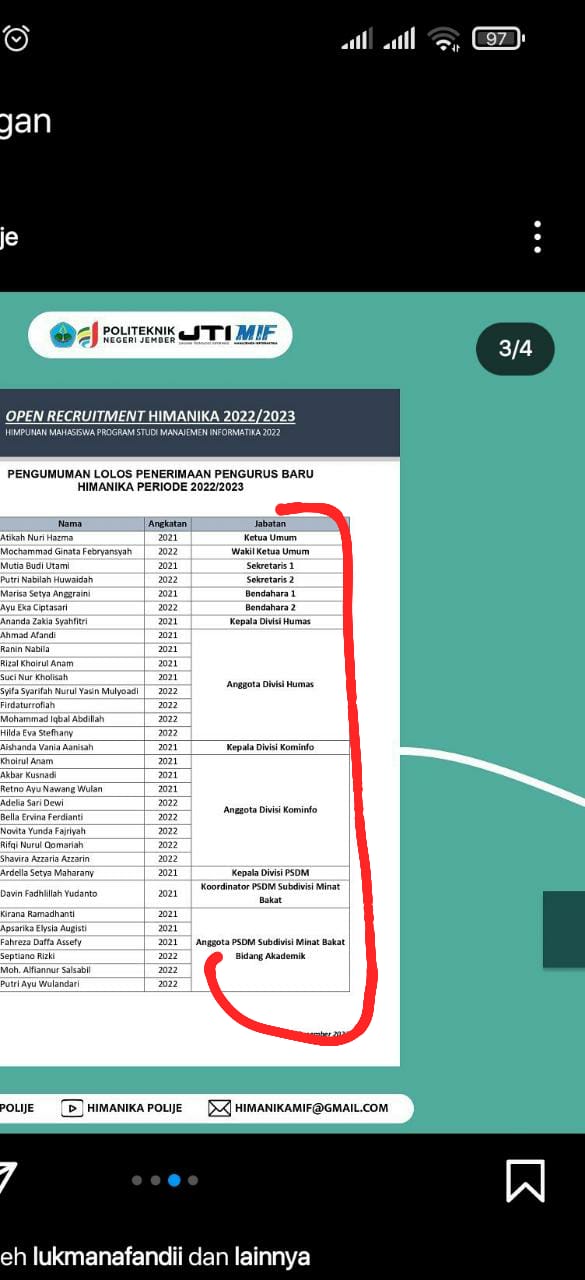 97
gan
je
POLITEKNIK NEGERI JEMBER JTI MIF
3/4
OPEN RECRUITMENT HIMANIKA 2022/2023
HIMPUNAN MAHASISWA PROGRAM STUDI MANAJEMEN INFORMATIKA 2022
PENGUMUMAN LOLOS PENERIMAAN PENGURUS BARU
HIMANIKA PERIODE 2022/2023
Nama Angkatan Jabatan
Atikah Nuri Hazma 2021 Ketua Umum
Mochammad Ginata Febryansyah 2022 Wakil Ketua Umum
Mutia Budi Utami 2021 Sekretaris 1
Putri Nabilah Huwaidah 2022 Sekretaris 2
Marisa Setya Anggraini 2021 Bendahara 1
Ayu Eka Ciptasari 2022 Bendahara 2
Ananda Zakia Syahfitri 2021 Kepala Divisi Humas
Ahmad Afandi 2021
Ranin Nabila 2021
Rizal Khoirul Anam 2021
Suci Nur Kholisah 2021 Anggota Divisi Humas
Syifa Syarifah Nurul Yasin Mulyoadi 2022
Firdaturrofiah 2022
Mohammad Iqbal Abdillah 2022
Hilda Eva Stefhany 2022
Aishanda Vania Aanisah 2021 Kepala Divisi Kominfo
Khoirul Anam 2021
Akbar Kusnadi 2021
Retno Ayu Nawang Wulan 2021
Adelia Sari Dewi 2022 Anggota Divisi Kominfo
Bella Ervina Ferdianti 2022
Novita Yunda Fajriyah 2022
Rifqi Nurul Qomariah 2022
Shavira Azzaria Azzarin 2022
Ardella Setya Maharany 2021 Kepala Divisi PSDM
Davin Fadhlillah Yudanto 2021 Koordinator PSDM Subdivisi Minat Bakat
Kirana Ramadhanti 2021
Apsarika Elysia Augisti 2021
Fahreza Daffa Assefy 2021 Anggota PSDM Subdivisi Minat Bakat
Septiano Rizki 2022 Bidang Akademik
Moh. Alfiannur Salsabil 2022
Putri Ayu Wulandari 2021
POLIJE HIMANIKA POLIJE HIMANIKAMIF@GMAIL.COM
eh lukmanafandii dan lainnya